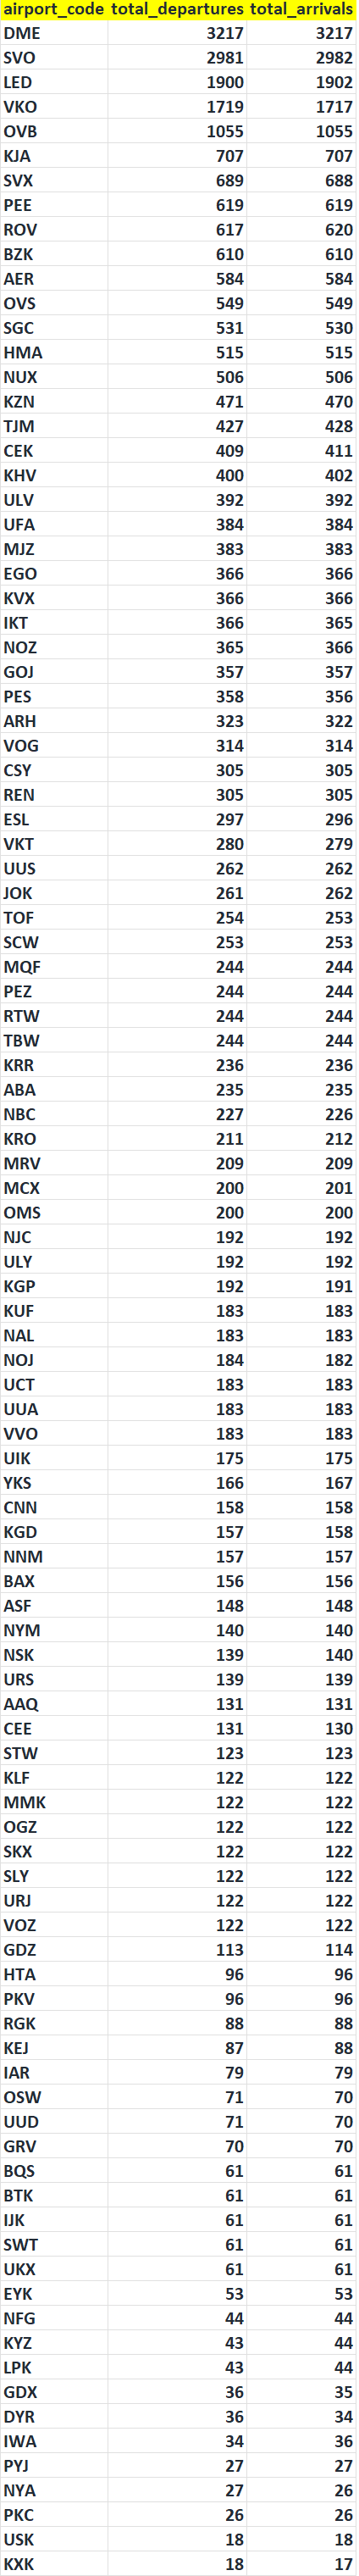 airport_code total_departures total_arrivals
DME 3217 3217
SVO 2981 2982
LED 1900 1902
VKO 1719 1717
OVB 1055 1055
KJA 707 707
SVX 689 688
PEE 619 619
ROV 617 620
BZK 610 610
AER 584 584
OVS 549 549
SGC 531 530
HMA 515 515
NUX 506 506
KZN 471 470
TJM 427 428
CEK 409 411
KHV 400 402
ULV 392 392
UFA 384 384
MJZ 383 383
EGO 366 366
KVX 366 366
IKT 366 365
NOZ 365 366
GOJ 357 357
PES 358 356
ARH 323 322
VOG 314 314
CSY 305 305
REN 305 305
ESL 297 296
VKT 280 279
UUS 262 262
JOK 261 262
TOF 254 253
SCW 253 253
MQF 244 244
PEZ 244 244
RTW 244 244
TBW 244 244
KRR 236 236
ABA 235 235
NBC 227 226
KRO 211 212
MRV 209 209
MCX 200 201
OMS 200 200
NJC 192 192
ULY 192 192
KGP 192 191
KUF 183 183
NAL 183 183
NOJ 184 182
UCT 183 183
UUA 183 183
VVO 183 183
UIK 175 175
YKS 166 167
CNN 158 158
KGD 157 158
NNM 157 157
BAX 156 156
ASF 148 148
NYM 140 140
NSK 139 140
URS 139 139
AAQ 131 131
CEE 131 130
STW 123 123
KLF 122 122
MMK 122 122
OGZ 122 122
SKX 122 122
SLY 122 122
URJ 122 122
VOZ 122 122
GDZ 113 114
HTA 96 96
PKV 96 96
RGK 88 88
KEJ 87 88
IAR 79 79
OSW 71 70
UUD 71 70
GRV 70 70
BQS 61 61
BTK 61 61
IJK 61 61
SWT 61 61
UKX 61 61
EYK 53 53
NFG 44 44
KYZ 43 44
LPK 43 44
GDX 36 35
DYR 36 34
IWA 34 36
PYJ 27 27
NYA 27 26
PKC 26 26
USK 18 18
KXK 18 17